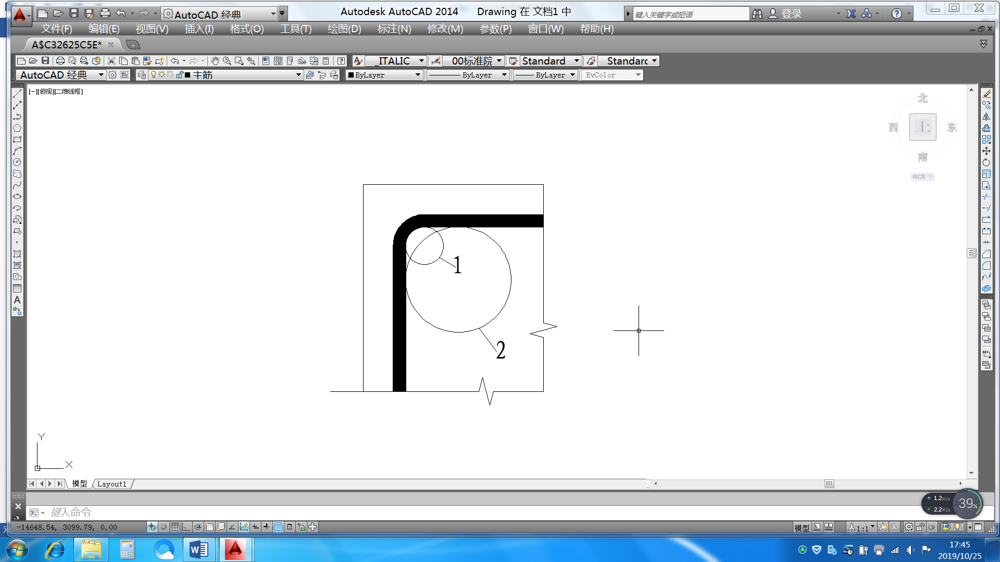 AutoCAD 经典
Autodesk AutoCAD 2014 Drawing 在 文档1 中
键入关键字或短语
登录
文件(F) 编辑(E) 视图(V) 插入(I) 格式(O) 工具(T) 绘图(D) 标注(N) 修改(M) 参数(P) 窗口(W) 帮助(H)
A$C32625C5E*
_ITALIC
00标准院
Standard
Standard
AutoCAD 经典
主筋
ByLayer
ByLayer
ByLayer
ByColor
[−][俯视][二维线框]
北
西
上
东
南
WCS
1
2
Y
X
模型
Layout1
1.2K/s
39%
2.2K/s
键入命令
-14648.54, 3099.79, 0.00
模型
1:1
17:45
2019/10/25